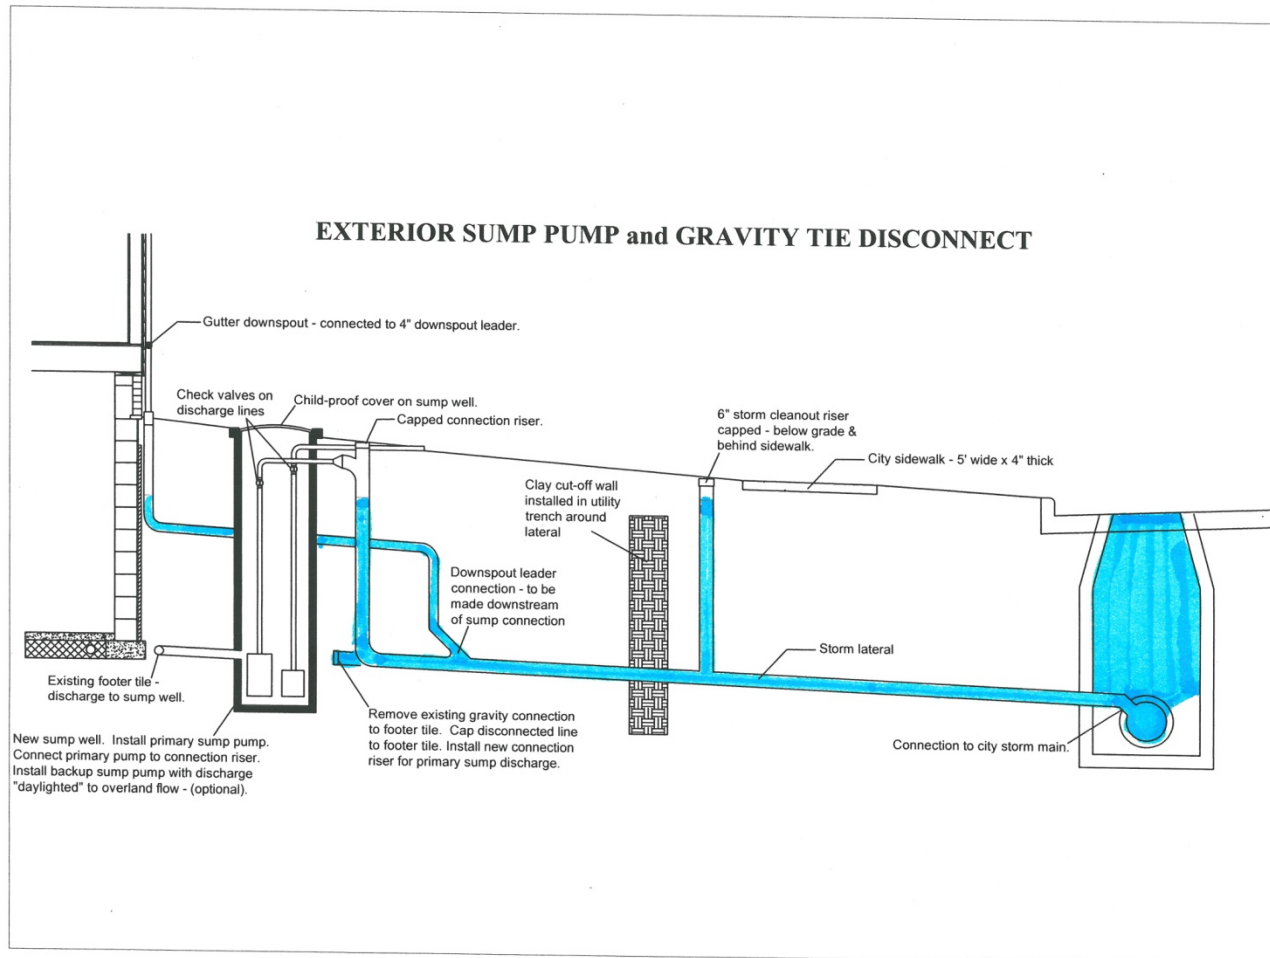 EXTERIOR SUMP PUMP and GRAVITY TIE DISCONNECT
Gutter downspout - connected to 4" downspout leader.
Check valves on
discharge lines
Child-proof cover on sump well.
Capped connection riser.
6" storm cleanout riser
capped - below grade &
behind sidewalk.
City sidewalk - 5' wide x 4" thick
Clay cut-off wall
installed in utility
trench around
lateral
Downspout leader
connection - to be
made downstream
of sump connection
Storm lateral
Existing footer tile -
discharge to sump well.
Remove existing gravity connection
to footer tile. Cap disconnected line
to footer tile. Install new connection
riser for primary sump discharge.
Connection to city storm main.
New sump well. Install primary sump pump.
Connect primary pump to connection riser.
Install backup sump pump with discharge
"daylighted" to overland flow - (optional).